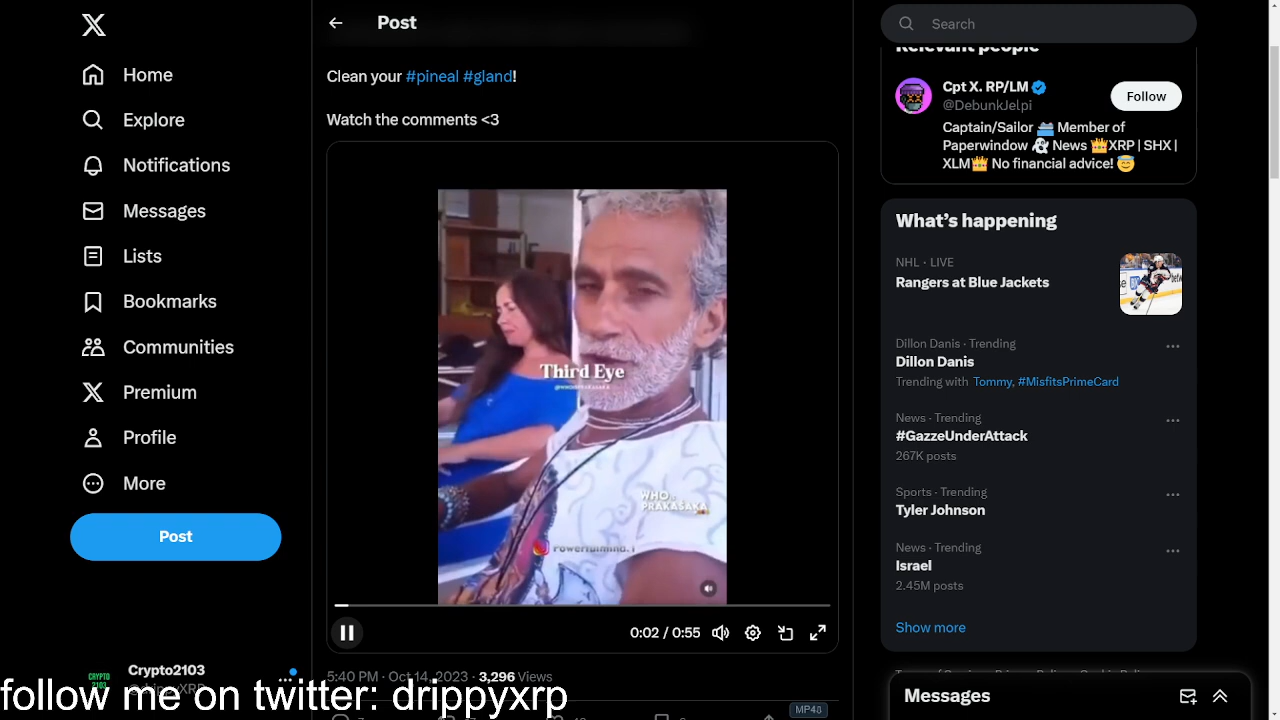 Home
Explore
Notifications
Messages
Lists
Bookmarks
Communities
Premium
Profile
More
Post
Crypto2103
follow me on twitter: drippyxrp
Post
Clean your #pineal #gland!
Watch the comments <3
Third Eye
WHO
PRAKAŠAKA
Powerfulmind.1
0:02 / 0:55
5:40 PM · Oct 14, 2023 · 3,296 Views
MP48
Search
Relevant people
Cpt X. RP/LM
@DebunkJelpi
Follow
Captain/Sailor 🚢 Member of
Paperwindow 👻 News 👑XRP | SHX |
XLM👑 No financial advice! 😇
What's happening
NHL · LIVE
Rangers at Blue Jackets
Dillon Danis · Trending
Dillon Danis
Trending with Tommy, #MisfitsPrimeCard
News · Trending
#GazzeUnderAttack
267K posts
Sports · Trending
Tyler Johnson
News · Trending
Israel
2.45M posts
Show more
Messages